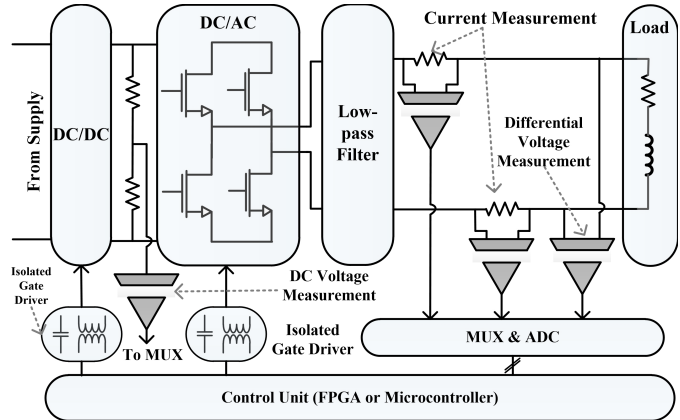 From Supply
DC/DC
DC/AC
Low-
pass
Filter
Current Measurement
Load
Differential
Voltage
Measurement
Isolated
Gate
Driver
DC Voltage
Measurement
To MUX
Isolated
Gate Driver
MUX & ADC
Control Unit (FPGA or Microcontroller)